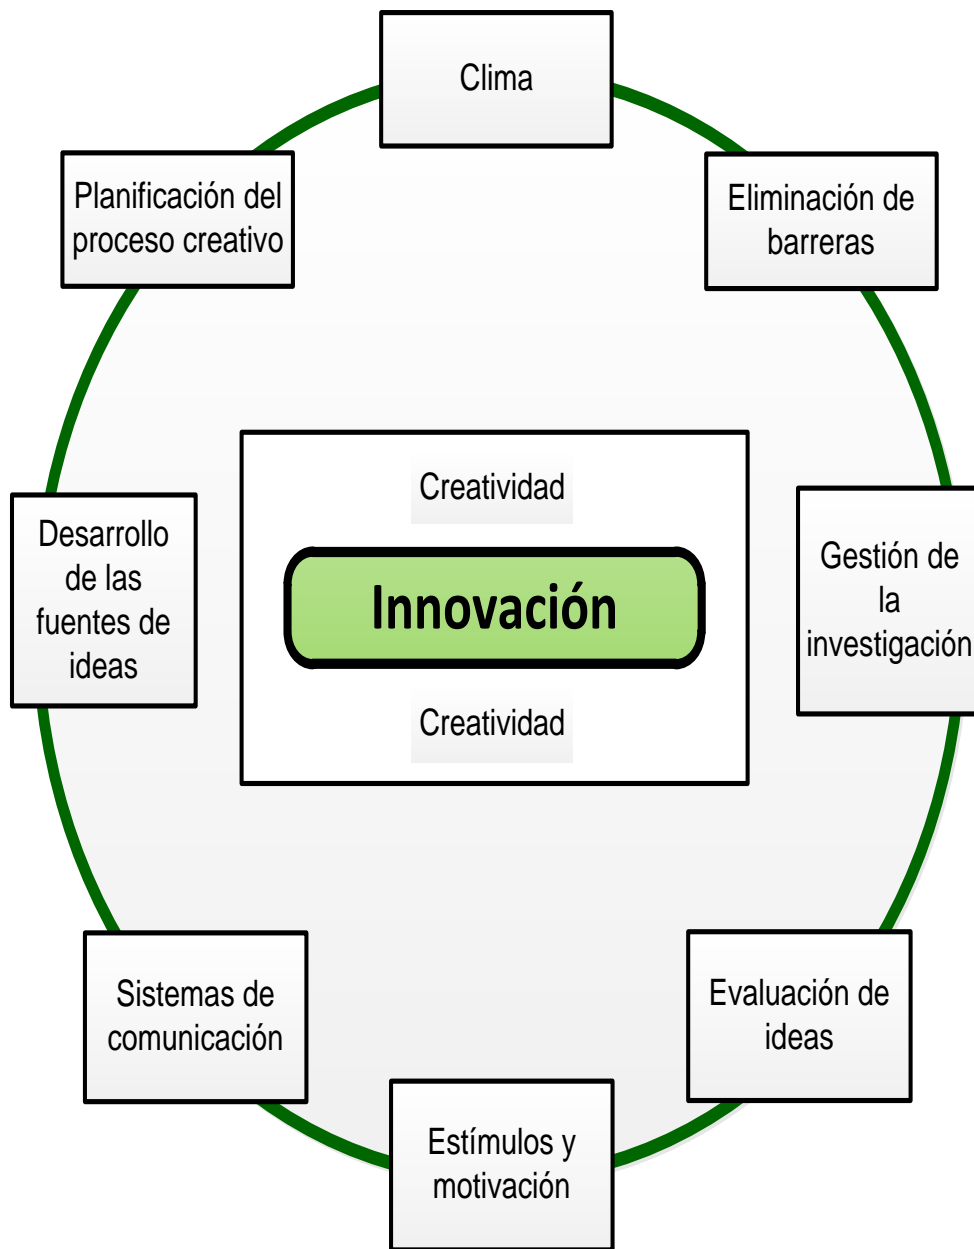 Clima
Planificación del
proceso creativo
Eliminación de
barreras
Creatividad
Innovación
Creatividad
Desarrollo
de las
fuentes de
ideas
Gestión de
la
investigación
Sistemas de
comunicación
Evaluación de
ideas
Estímulos y
motivación